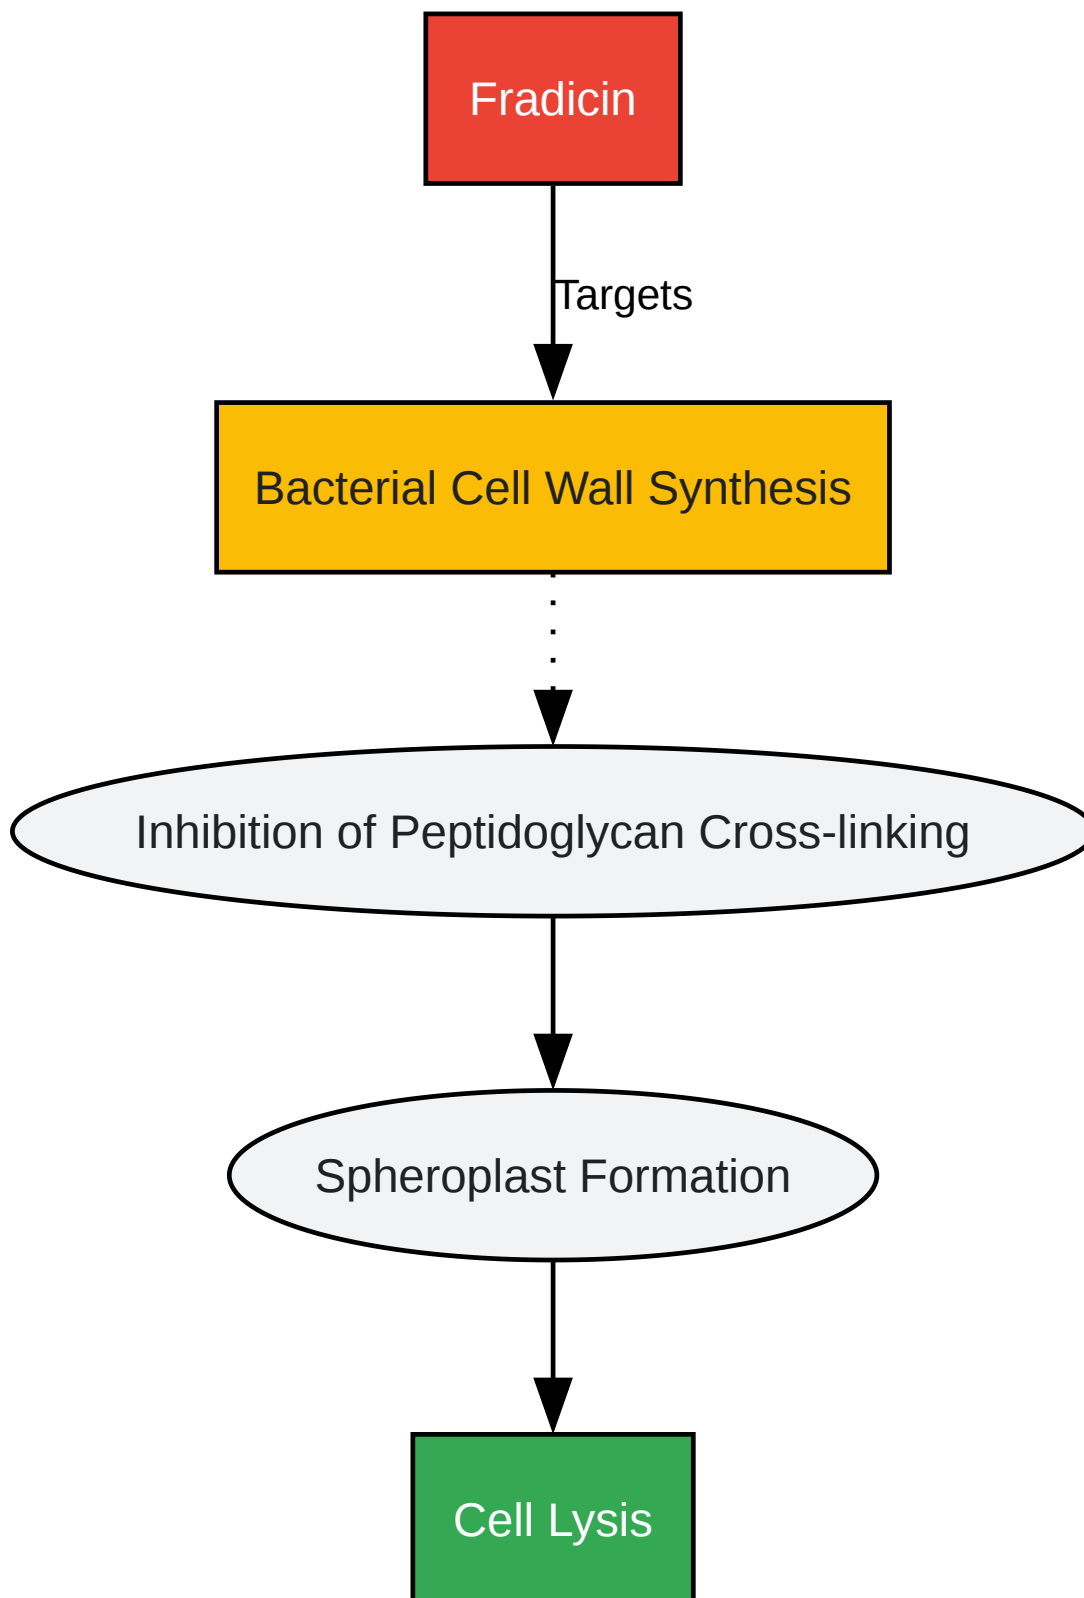 Fradicin
Targets
Bacterial Cell Wall Synthesis
Inhibition of Peptidoglycan Cross-linking
Spheroplast Formation
Cell Lysis